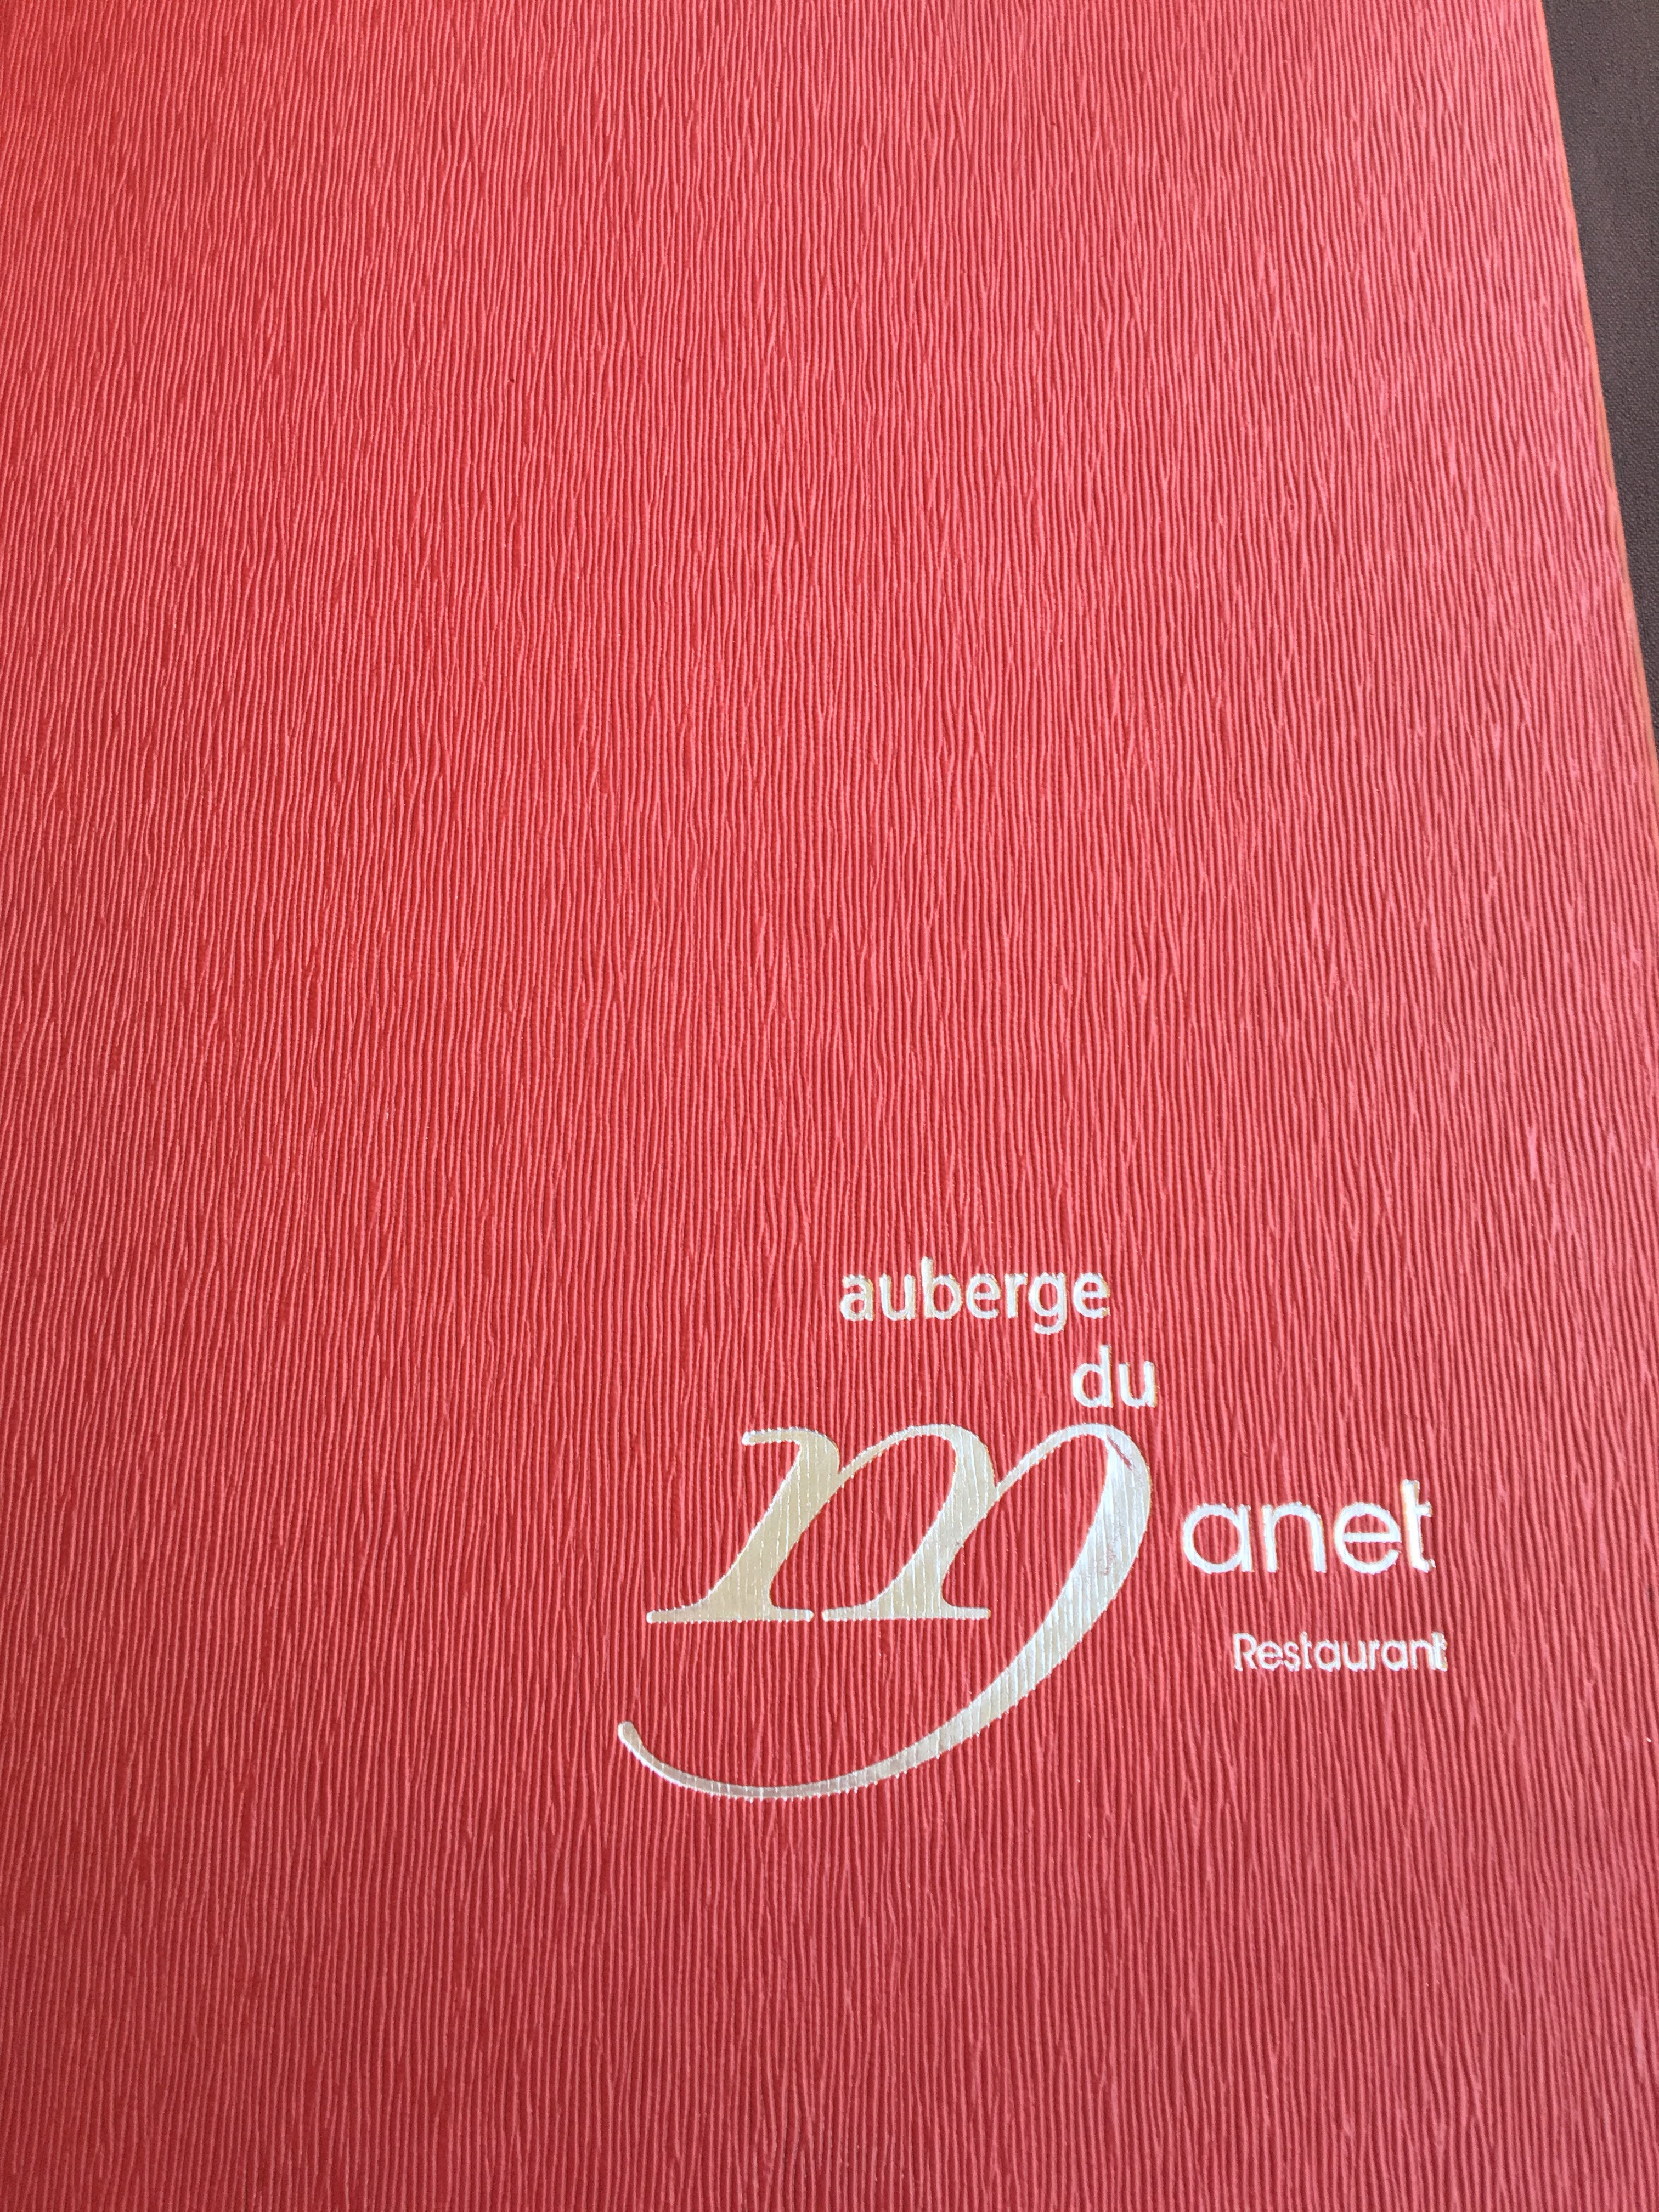 auberge
du
manet
Restaurant